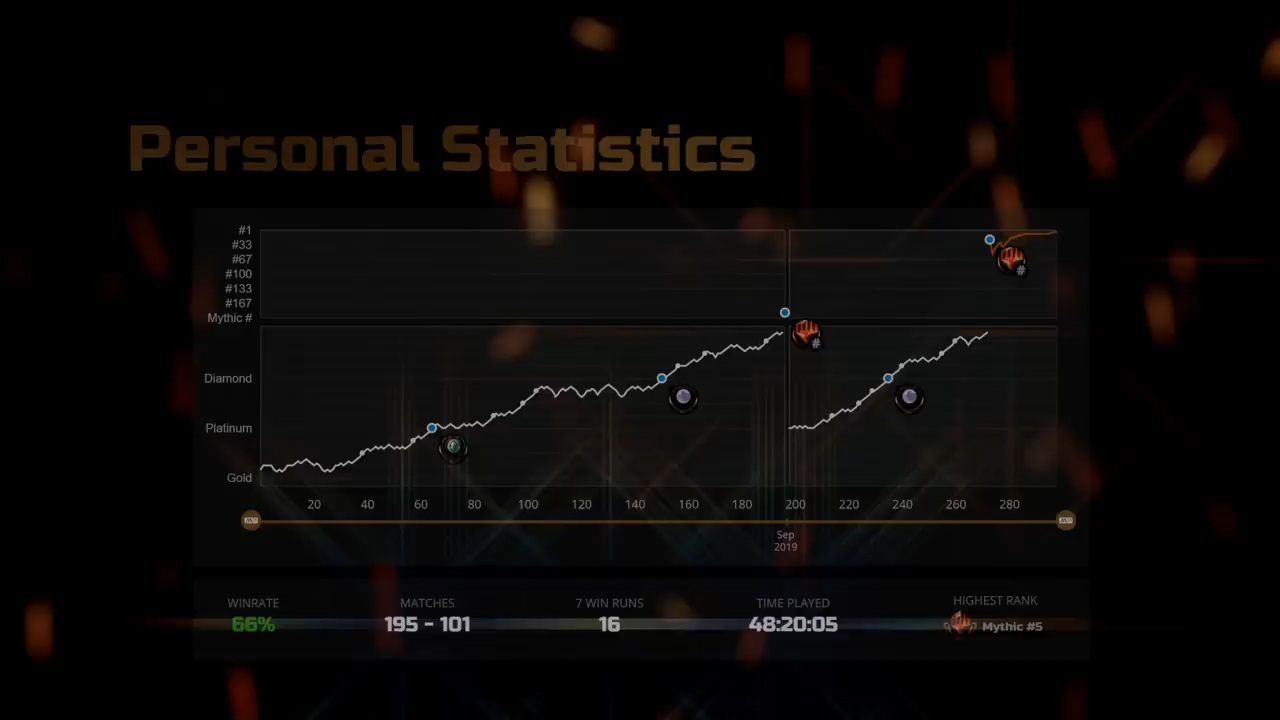 Personal Statistics
#1
#33
#67
#100
#133
#167
Mythic #
#
#
Diamond
Platinum
Gold
20 40 60 80 100 120 140 160 180 200 220 240 260 280
Sep
2019
WINRATE MATCHES 7 WIN RUNS TIME PLAYED HIGHEST RANK
66% 195 - 101 16 48:20:05 Mythic #5